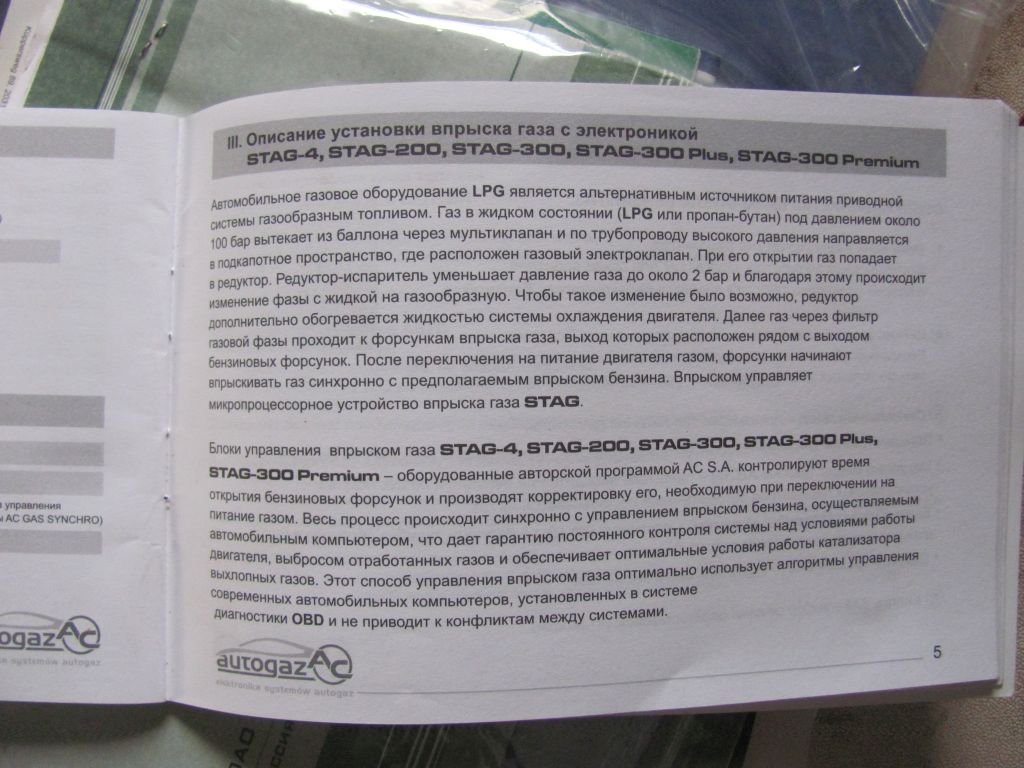 а управления
ы AC GAS SYNCHRO)
ogaz AC
ka systemów autogaz
III. Описание установки впрыска газа с электроникой
STAG-4, STAG-200, STAG-300, STAG-300 Plus, STAG-300 Premium
Автомобильное газовое оборудование LPG является альтернативным источником питания приводной
системы газообразным топливом. Газ в жидком состоянии (LPG или пропан-бутан) под давлением около
100 бар вытекает из баллона через мультиклапан и по трубопроводу высокого давления направляется
в подкапотное пространство, где расположен газовый электроклапан. При его открытии газ попадает
в редуктор. Редуктор-испаритель уменьшает давление газа до около 2 бар и благодаря этому происходит
изменение фазы с жидкой на газообразную. Чтобы такое изменение было возможно, редуктор
дополнительно обогревается жидкостью системы охлаждения двигателя. Далее газ через фильтр
газовой фазы проходит к форсункам впрыска газа, выход которых расположен рядом с выходом
бензиновых форсунок. После переключения на питание двигателя газом, форсунки начинают
впрыскивать газ синхронно с предполагаемым впрыском бензина. Впрыском управляет
микропроцессорное устройство впрыска газа STAG.
Блоки управления впрыском газа STAG-4, STAG-200, STAG-300, STAG-300 Plus,
STAG-300 Premium – оборудованные авторской программой AC S.A. контролируют время
открытия бензиновых форсунок и производят корректировку его, необходимую при переключении на
питание газом. Весь процесс происходит синхронно с управлением впрыском бензина, осуществляемым
автомобильным компьютером, что дает гарантию постоянного контроля системы над условиями работы
двигателя, выбросом отработанных газов и обеспечивает оптимальные условия работы катализатора
выхлопных газов. Этот способ управления впрыском газа оптимально использует алгоритмы управления
современных автомобильных компьютеров, установленных в системе
диагностики OBD и не приводит к конфликтам между системами.
autogaz AC
elektronika systemów autogaz
5